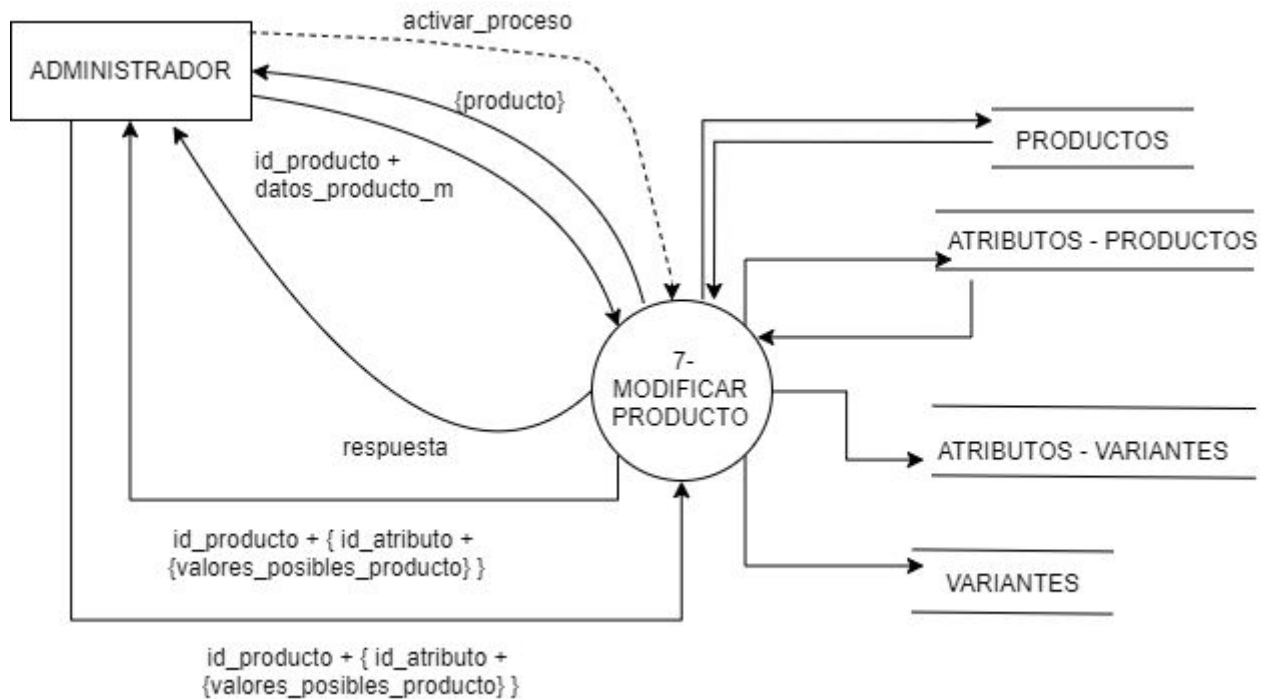 activar_proceso
ADMINISTRADOR
{producto}
id_producto +
datos_producto_m
PRODUCTOS
ATRIBUTOS - PRODUCTOS
7-
MODIFICAR
PRODUCTO
respuesta
ATRIBUTOS - VARIANTES
id_producto + { id_atributo +
{valores_posibles_producto} }
VARIANTES
id_producto + { id_atributo +
{valores_posibles_producto} }